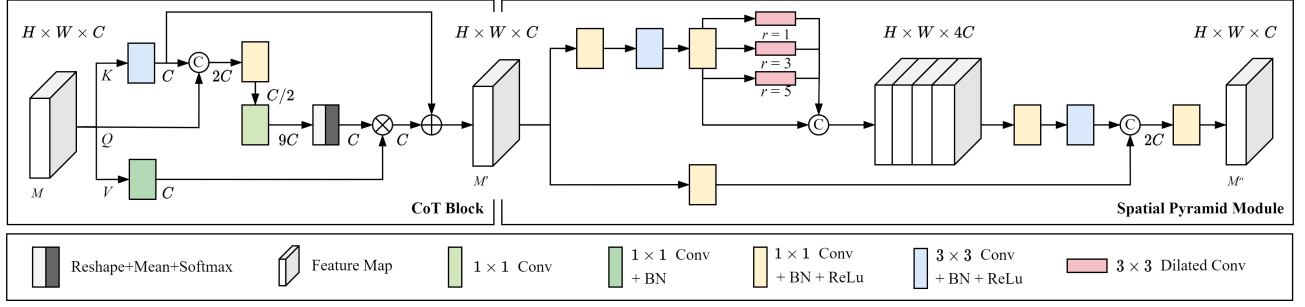 H × W × C
H × W × C
H × W × 4C
H × W × C
K
C
C
2C
C/2
9C
C
C
Q
V
C
M
M′
r = 1
r = 3
r = 5
C
C
2C
M″
CoT Block
Spatial Pyramid Module
Reshape+Mean+Softmax
Feature Map
1 × 1 Conv
1 × 1 Conv
+ BN
1 × 1 Conv
+ BN + ReLu
3 × 3 Conv
+ BN + ReLu
3 × 3 Dilated Conv